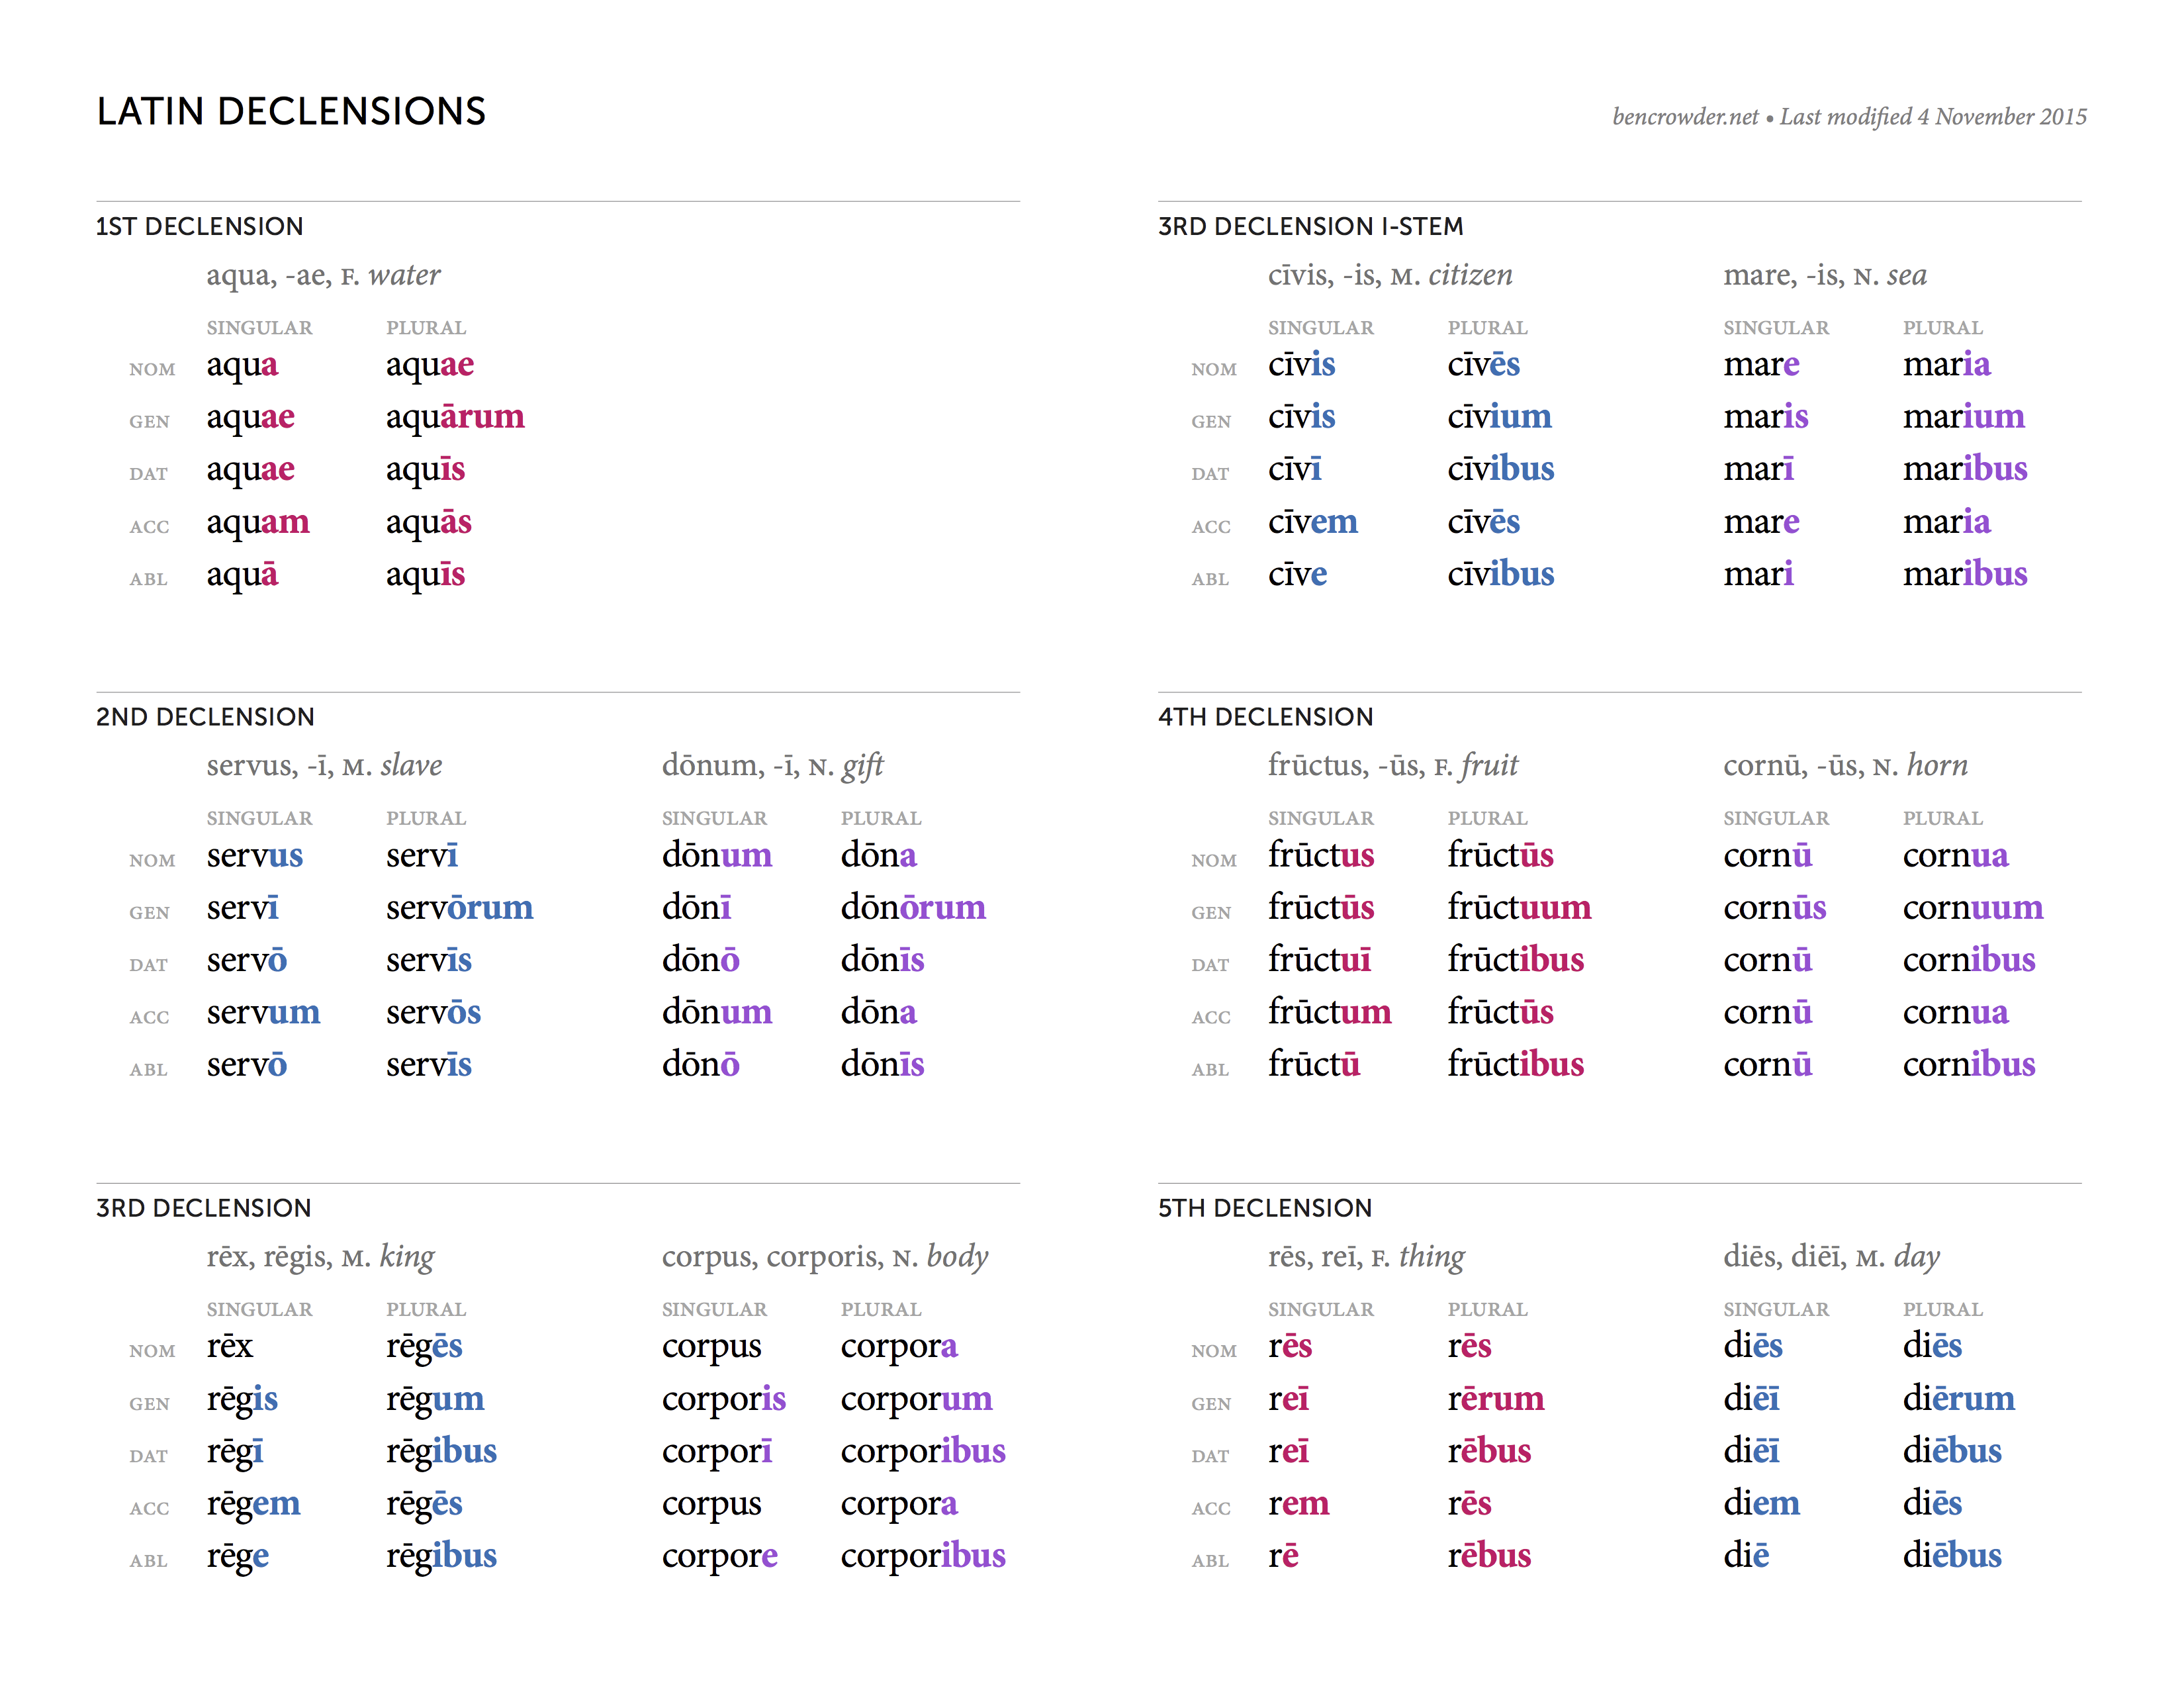 LATIN DECLENSIONS
bencrowder.net • Last modified 4 November 2015
1ST DECLENSION
aqua, -ae, F. water
SINGULAR PLURAL
NOM aqua aquae
GEN aquae aquārum
DAT aquae aquīs
ACC aquam aquās
ABL aquā aquīs
2ND DECLENSION
servus, -ī, M. slave dōnum, -ī, N. gift
SINGULAR PLURAL SINGULAR PLURAL
NOM servus servī dōnum dōna
GEN servī servōrum dōnī dōnōrum
DAT servō servīs dōnō dōnīs
ACC servum servōs dōnum dōna
ABL servō servīs dōnō dōnīs
3RD DECLENSION
rēx, rēgis, M. king corpus, corporis, N. body
SINGULAR PLURAL SINGULAR PLURAL
NOM rēx rēgēs corpus corpora
GEN rēgis rēgum corporis corporum
DAT rēgī rēgibus corporī corporibus
ACC rēgem rēgēs corpus corpora
ABL rēge rēgibus corpore corporibus
3RD DECLENSION I-STEM
cīvis, -is, M. citizen mare, -is, N. sea
SINGULAR PLURAL SINGULAR PLURAL
NOM cīvis cīvēs mare maria
GEN cīvis cīvium maris marium
DAT cīvī cīvibus marī maribus
ACC cīvem cīvēs mare maria
ABL cīve cīvibus mari maribus
4TH DECLENSION
frūctus, -ūs, F. fruit cornū, -ūs, N. horn
SINGULAR PLURAL SINGULAR PLURAL
NOM frūctus frūctūs cornū cornua
GEN frūctūs frūctuum cornūs cornuum
DAT frūctuī frūctibus cornū cornibus
ACC frūctum frūctūs cornū cornua
ABL frūctū frūctibus cornū cornibus
5TH DECLENSION
rēs, reī, F. thing diēs, diēī, M. day
SINGULAR PLURAL SINGULAR PLURAL
NOM rēs rēs diēs diēs
GEN reī rērum diēī diērum
DAT reī rēbus diēī diēbus
ACC rem rēs diem diēs
ABL rē rēbus diē diēbus